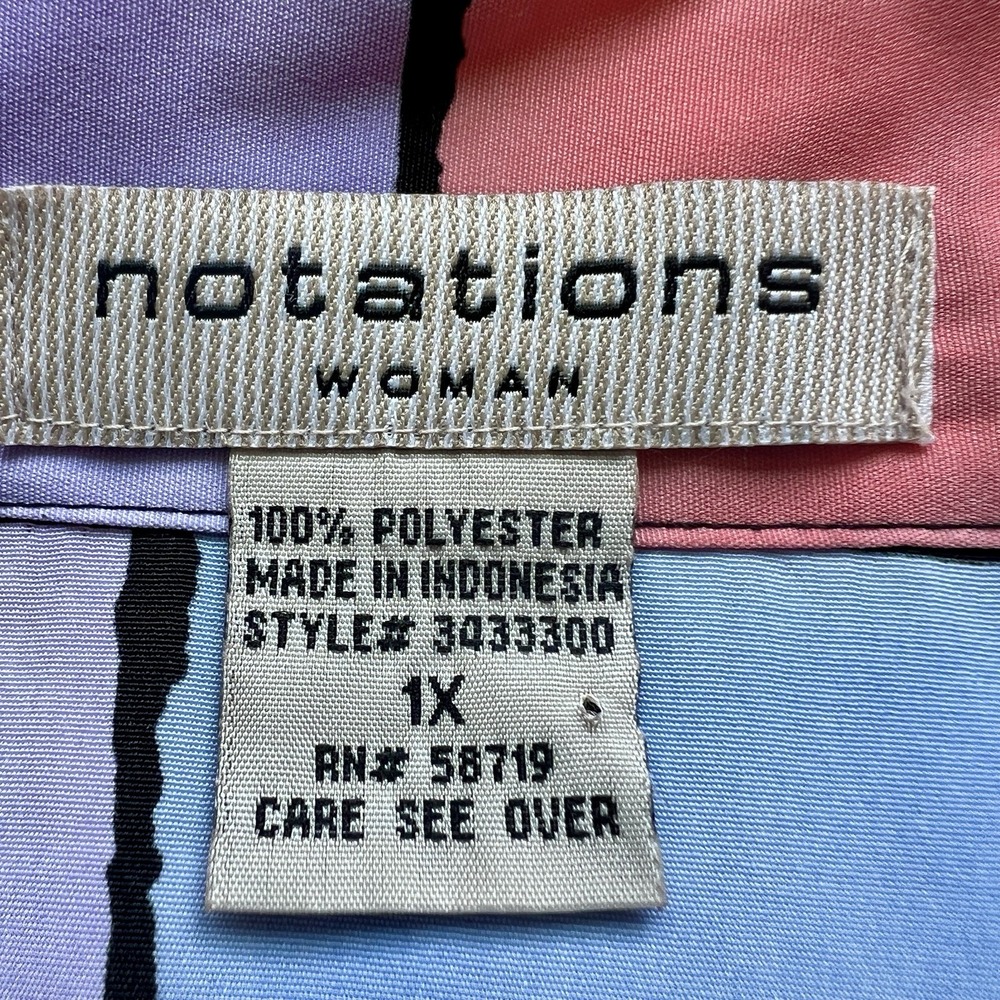 notations
WOMAN
100% POLYESTER
MADE IN INDONESIA
STYLE# 3433300
1X
RN# 58719
CARE SEE OVER